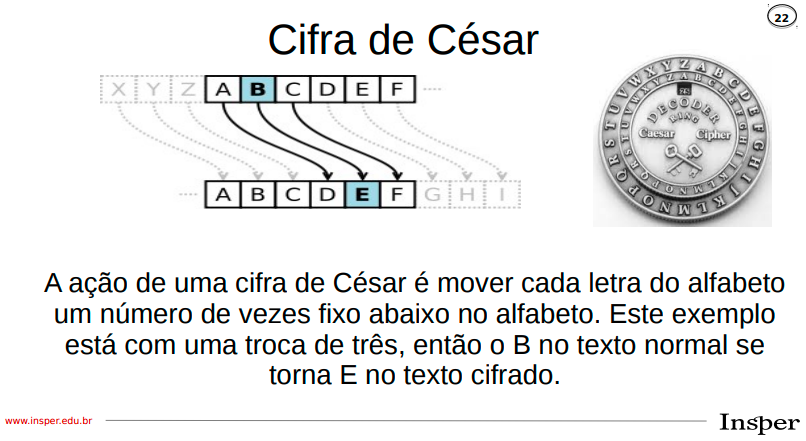 22
Cifra de César
X Y Z A B C D E F
A B C D E F G H I
DECODER
RING
Caesar Cipher
A ação de uma cifra de César é mover cada letra do alfabeto
um número de vezes fixo abaixo no alfabeto. Este exemplo
está com uma troca de três, então o B no texto normal se
torna E no texto cifrado.
www.insper.edu.br
Insper